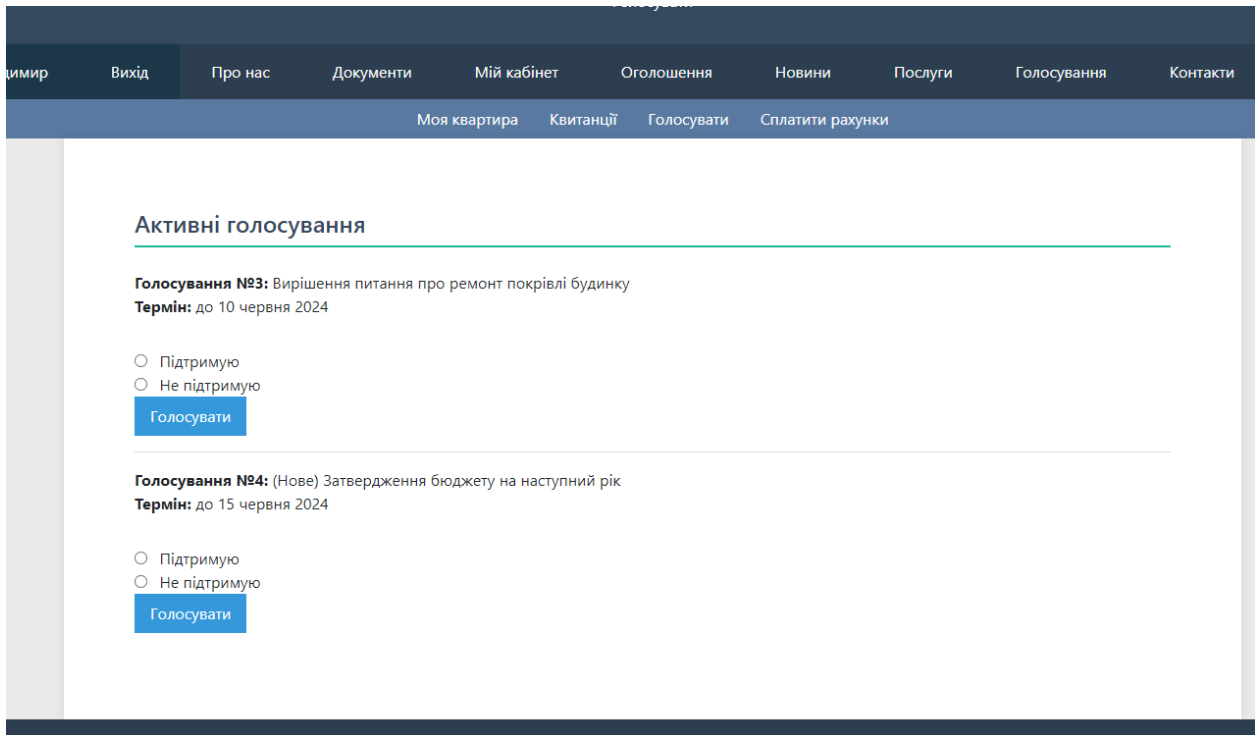 Вихід Про нас Документи Мій кабінет Оголошення Новини Послуги Голосування Контакти
Моя квартира Квитанції Голосувати Сплатити рахунки
Активні голосування
Голосування №3: Вирішення питання про ремонт покрівлі будинку
Термін: до 10 червня 2024
Підтримую
Не підтримую
Голосувати
Голосування №4: (Нове) Затвердження бюджету на наступний рік
Термін: до 15 червня 2024
Підтримую
Не підтримую
Голосувати